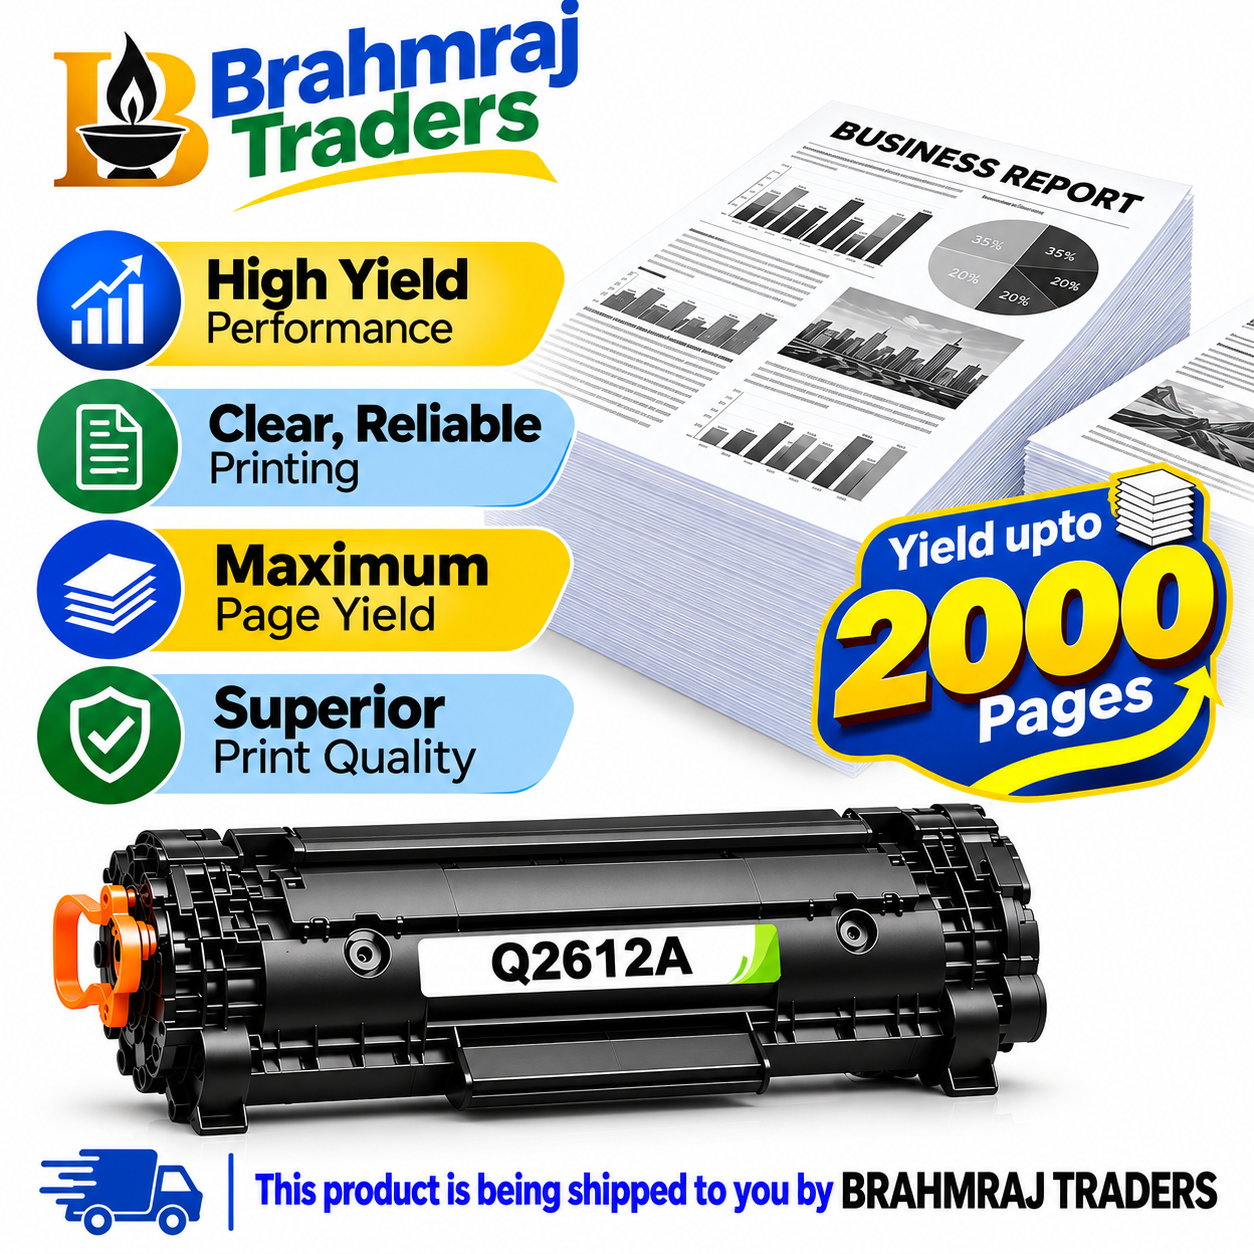 B
Brahmraj
Traders
High Yield
Performance
Clear, Reliable
Printing
Maximum
Page Yield
Superior
Print Quality
BUSINESS REPORT
35%
35%
20%
20%
20%
Yield upto
2000
Pages
Q2612A
This product is being shipped to you by BRAHMRAJ TRADERS